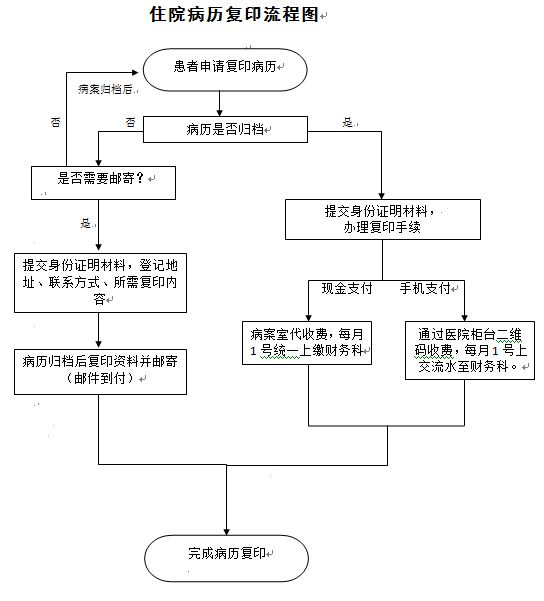 住院病历复印流程图
患者申请复印病历
病案归档后
否
否
病历是否归档
是
是否需要邮寄？
是
提交身份证明材料，
办理复印手续
提交身份证明材料，登记地
址、联系方式、所需复印内
容
现金支付
手机支付
病案室代收费，每月
1 号统一上缴财务科
通过医院柜台二维
码收费，每月 1 号上
交流水至财务科。
病历归档后复印资料并邮寄
（邮件到付）
完成病历复印